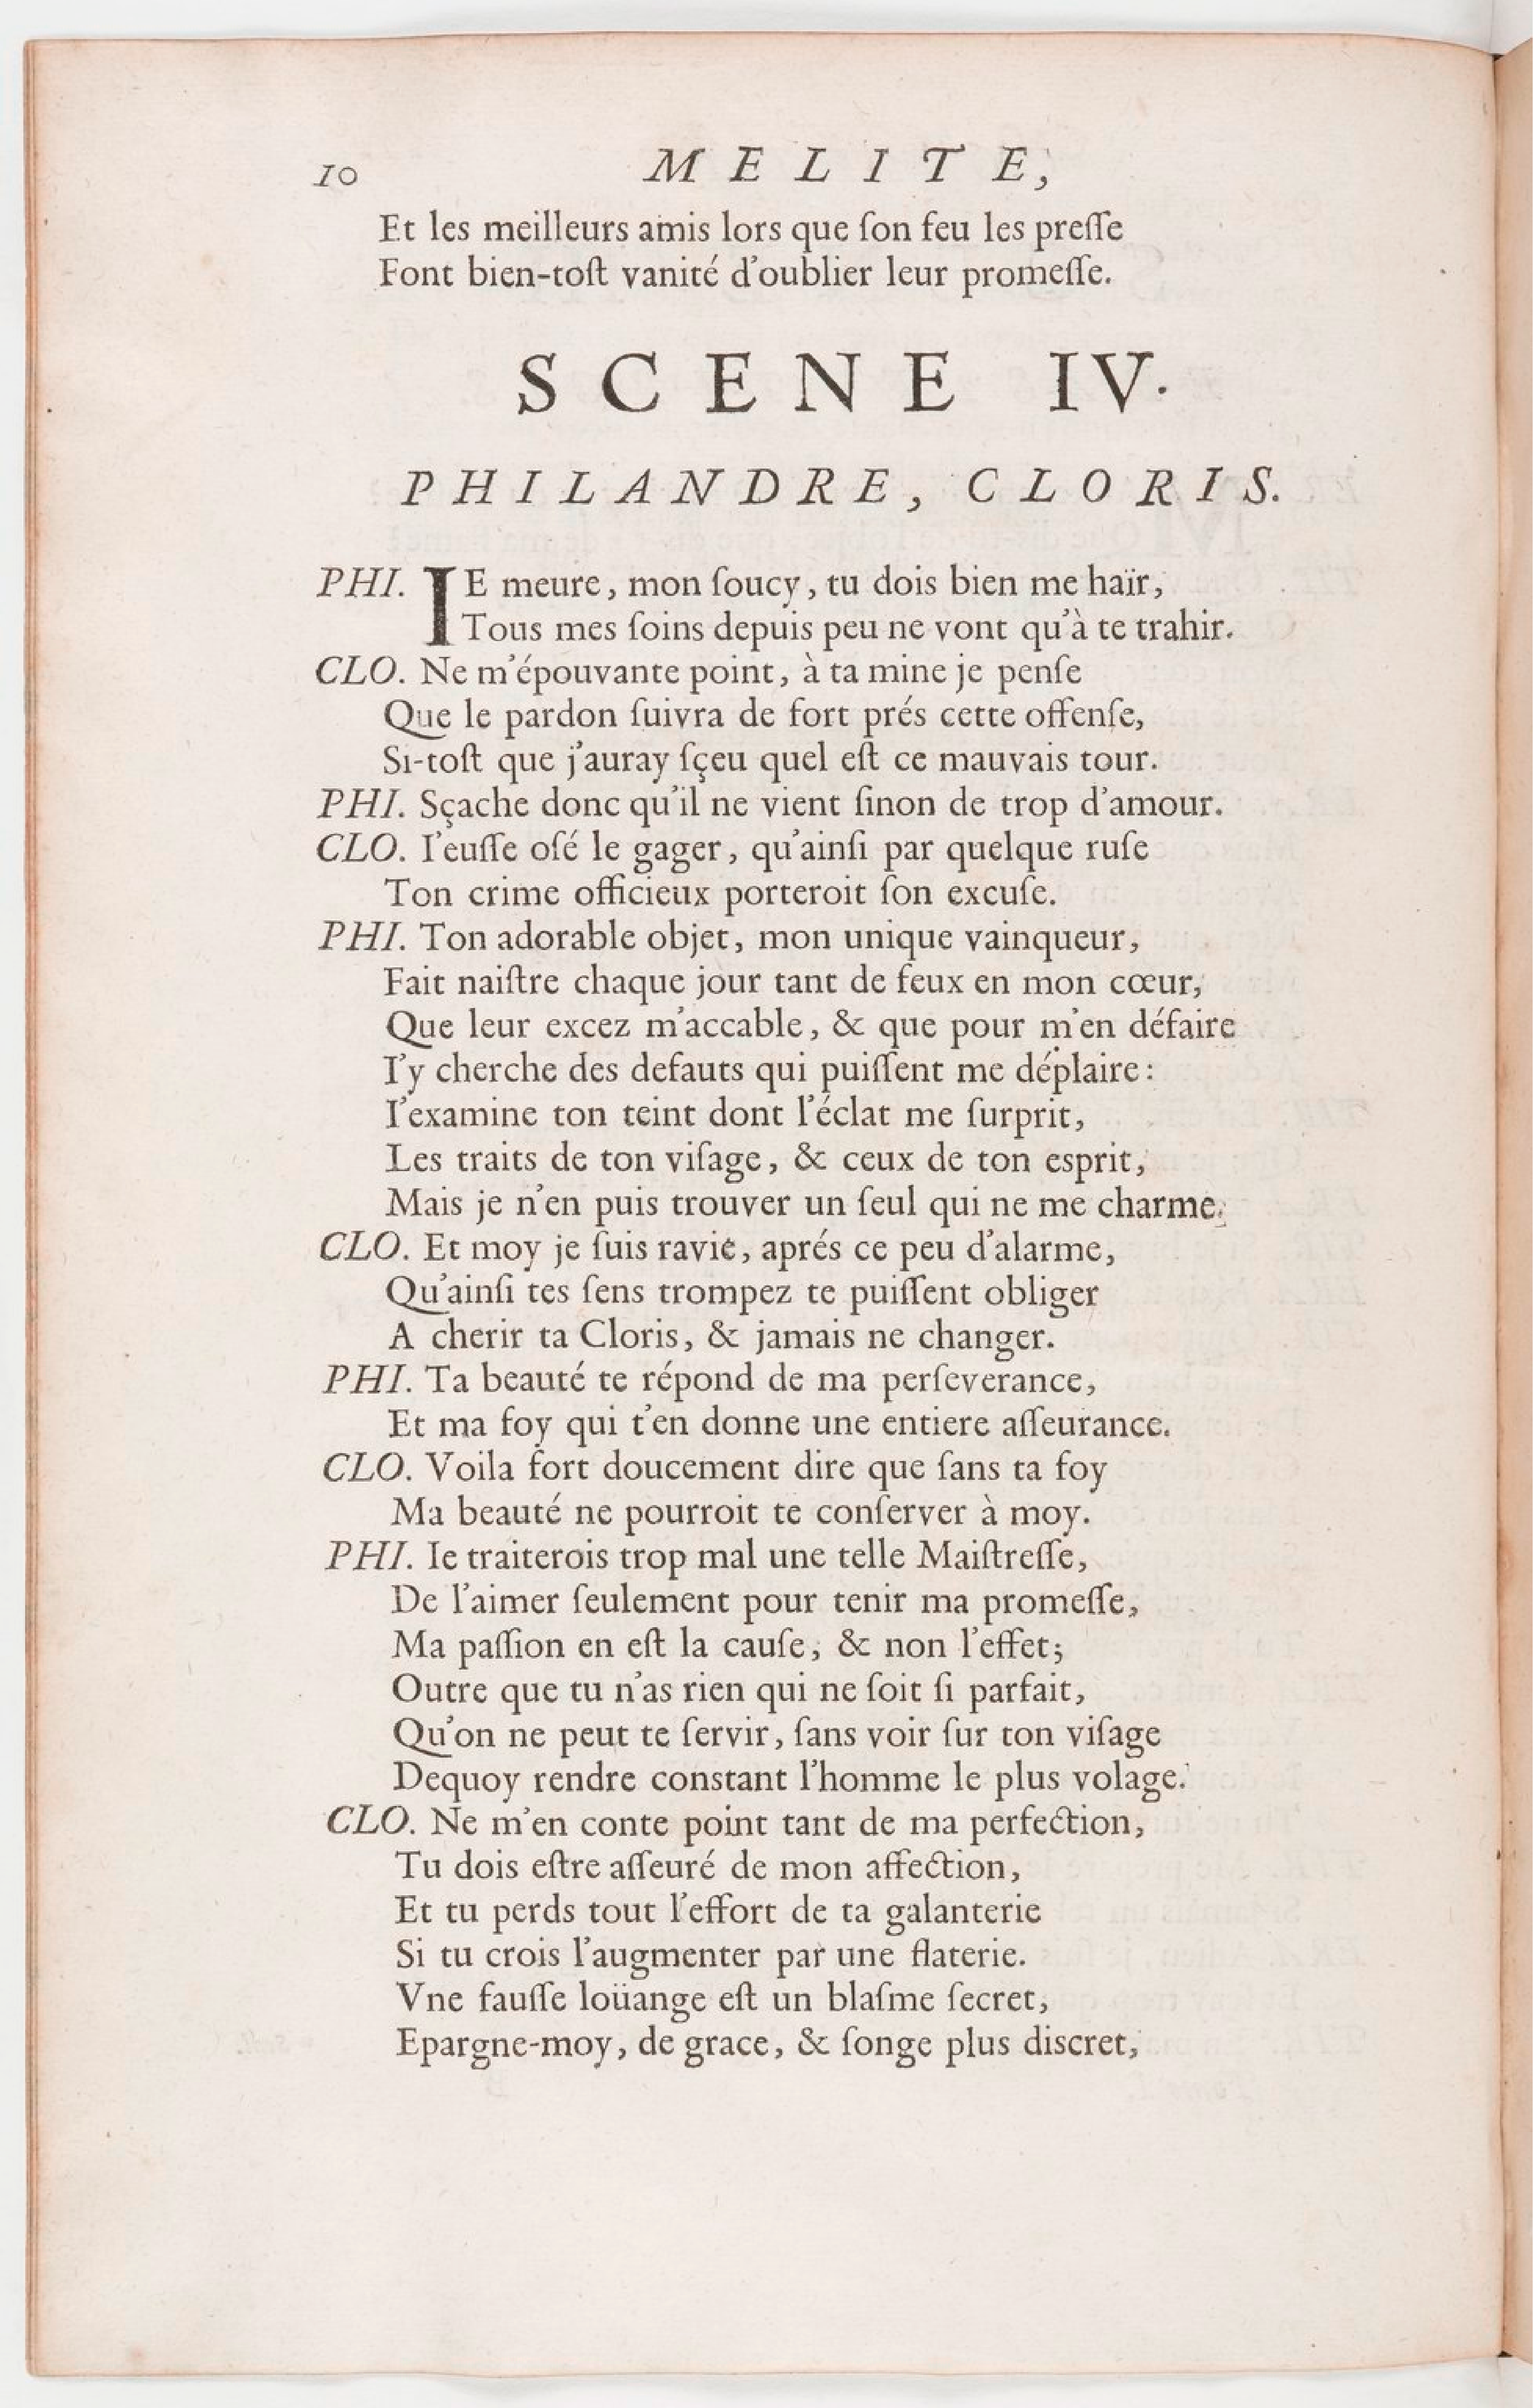 10 MELITE,
Et les meilleurs amis lors que ſon feu les preſſe
Font bien-toſt vanité d'oublier leur promeſſe.
SCENE IV.
PHILANDRE, CLORIS.
PHI. IE meure, mon ſoucy, tu dois bien me haïr,
Tous mes ſoins depuis peu ne vont qu'à te trahir.
CLO. Ne m'épouvante point, à ta mine je penſe
Que le pardon ſuivra de fort prés cette offenſe,
Si-toſt que j'auray ſçeu quel eſt ce mauvais tour.
PHI. Sçache donc qu'il ne vient ſinon de trop d'amour.
CLO. I'euſſe oſé le gager, qu'ainſi par quelque ruſe
Ton crime officieux porteroit ſon excuſe.
PHI. Ton adorable objet, mon unique vainqueur,
Fait naiſtre chaque jour tant de feux en mon cœur,
Que leur excez m'accable, & que pour m'en défaire
I'y cherche des defauts qui puiſſent me déplaire:
I'examine ton teint dont l'éclat me ſurprit,
Les traits de ton viſage, & ceux de ton esprit,
Mais je n'en puis trouver un ſeul qui ne me charme.
CLO. Et moy je ſuis ravie, aprés ce peu d'alarme,
Qu'ainſi tes ſens trompez te puiſſent obliger
A cherir ta Cloris, & jamais ne changer.
PHI. Ta beauté te répond de ma perſeverance,
Et ma foy qui t'en donne une entiere aſſeurance.
CLO. Voila fort doucement dire que ſans ta foy
Ma beauté ne pourroit te conſerver à moy.
PHI. Ie traiterois trop mal une telle Maiſtreſſe,
De l'aimer ſeulement pour tenir ma promeſſe,
Ma paſſion en eſt la cauſe, & non l'effet;
Outre que tu n'as rien qui ne ſoit ſi parfait,
Qu'on ne peut te ſervir, ſans voir ſur ton viſage
Dequoy rendre constant l'homme le plus volage.
CLO. Ne m'en conte point tant de ma perfection,
Tu dois eſtre aſſeuré de mon affection,
Et tu perds tout l'effort de ta galanterie
Si tu crois l'augmenter par une flaterie.
Vne fauſſe loüange eſt un blaſme ſecret,
Epargne-moy, de grace, & ſonge plus discret,